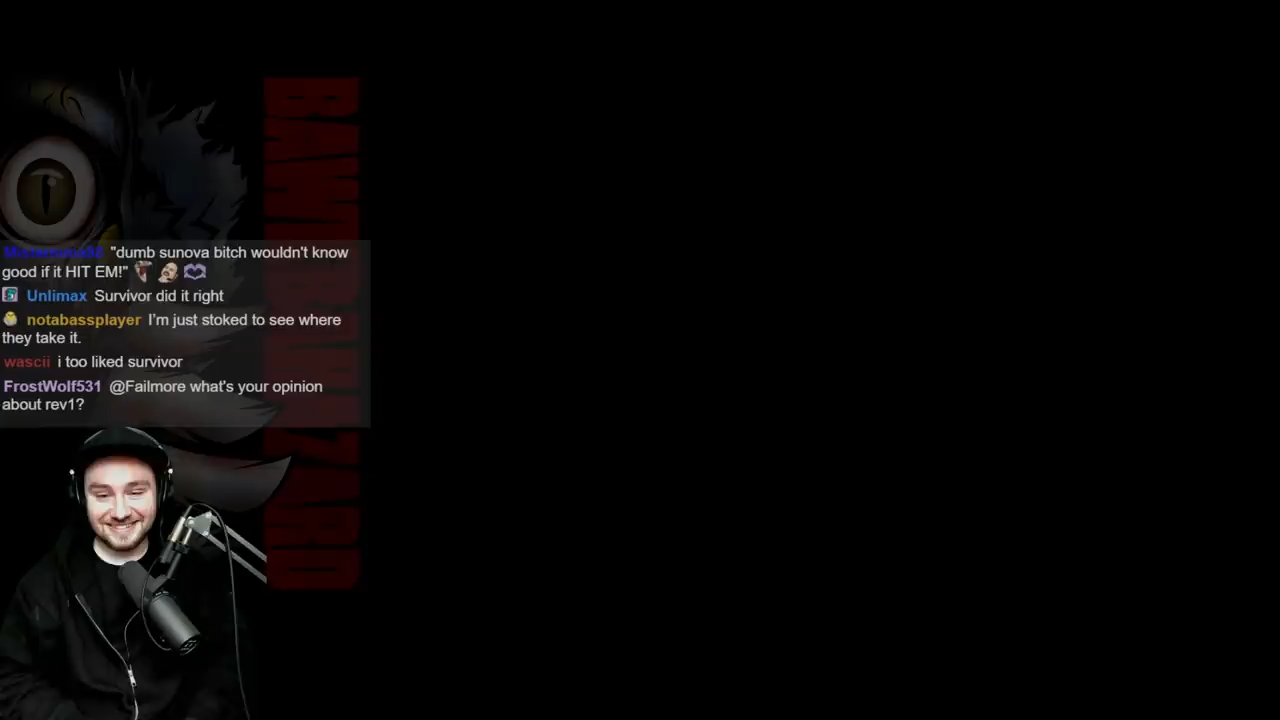 "dumb sunova bitch wouldn't know
good if it HIT EM!"
Unlimax Survivor did it right
notabassplayer I'm just stoked to see where
they take it.
wascii i too liked survivor
FrostWolf531 @Failmore what's your opinion
about rev1?